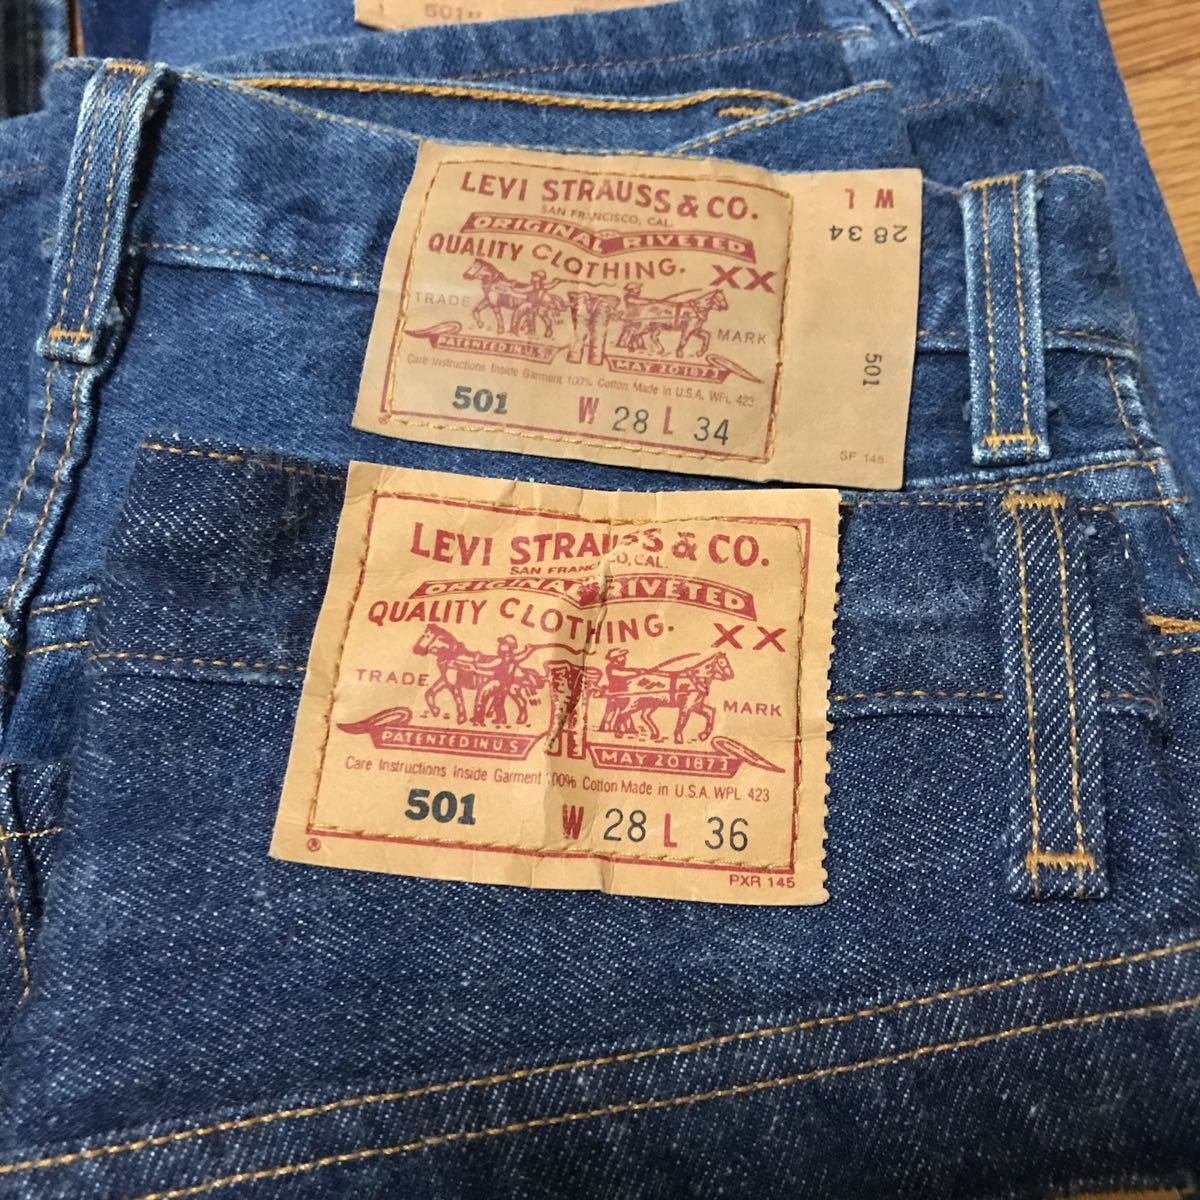 501
LEVI STRAUSS & CO.
SAN FRANCISCO, CAL.
ORIGINAL RIVETED
QUALITY CLOTHING.
XX
TRADE MARK
PATENTED IN U.S.
MAY 20 1873
Care Instructions Inside Garment 100% Cotton Made in U.S.A. WPL 423
501 W 28 L 34
®
W L
28 34
501
SF 145
LEVI STRAUSS & CO.
SAN FRANCISCO, CAL.
ORIGINAL RIVETED
QUALITY CLOTHING.
XX
TRADE MARK
PATENTED IN U.S.
MAY 20 1873
Care Instructions Inside Garment 100% Cotton Made in U.S.A. WPL 423
501 W 28 L 36
®
PXR 145